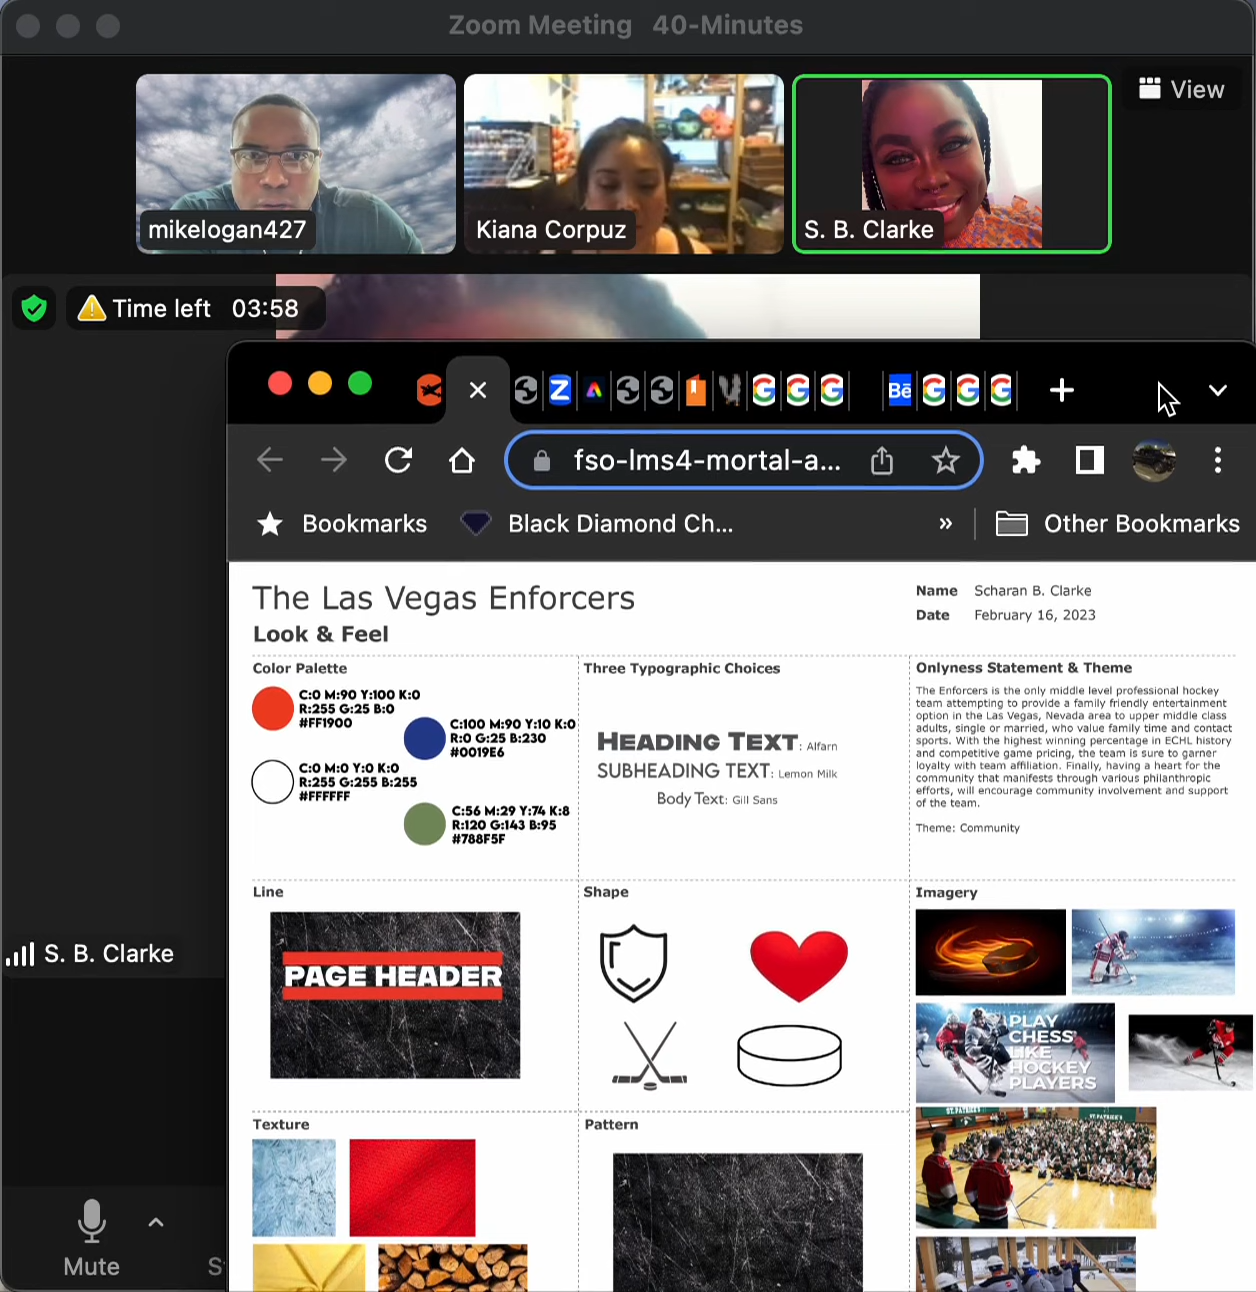 Zoom Meeting 40-Minutes
View
mikelogan427
Kiana Corpuz
S. B. Clarke
Time left 03:58
Bē
fso-lms4-mortal-a...
Bookmarks
Black Diamond Ch...
»
Other Bookmarks
The Las Vegas Enforcers
Look & Feel
Name Scharan B. Clarke
Date February 16, 2023
Color Palette
C:0 M:90 Y:100 K:0
R:255 G:25 B:0
#FF1900
C:100 M:90 Y:10 K:0
R:0 G:25 B:230
#0019E6
C:0 M:0 Y:0 K:0
R:255 G:255 B:255
#FFFFFF
C:56 M:29 Y:74 K:8
R:120 G:143 B:95
#788F5F
Three Typographic Choices
HEADING TEXT: Alfarn
SUBHEADING TEXT: Lemon Milk
Body Text: Gill Sans
Onlyness Statement & Theme
The Enforcers is the only middle level professional hockey
team attempting to provide a family friendly entertainment
option in the Las Vegas, Nevada area to upper middle class
adults, single or married, who value family time and contact
sports. With the highest winning percentage in ECHL history
and competitive game pricing, the team is sure to garner
loyalty with team affiliation. Finally, having a heart for the
community that manifests through various philanthropic
efforts, will encourage community involvement and support
of the team.
Theme: Community
Line
PAGE HEADER
Shape
Imagery
PLAY
CHESS
LIKE
HOCKEY
PLAYERS
ST.PATRICK'S
ST.PATRICK'S
Texture
Pattern
S. B. Clarke
Mute
S